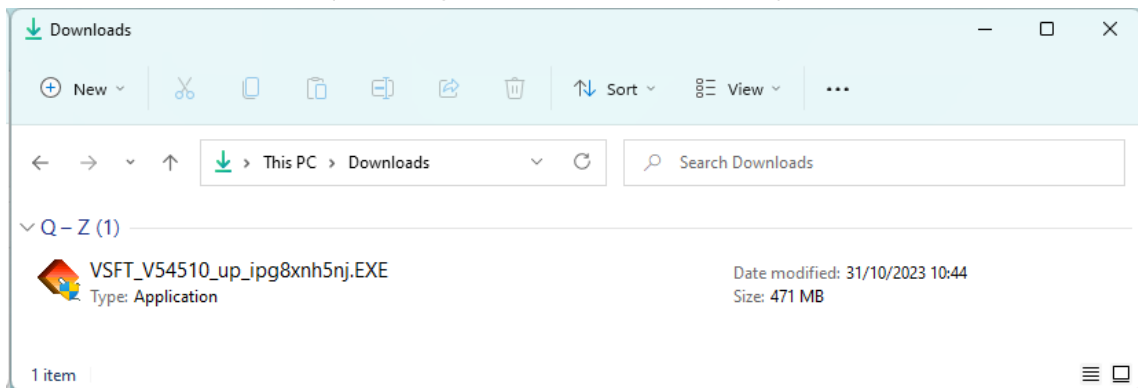 Downloads
New
Sort
View
This PC > Downloads
Search Downloads
Q – Z (1)
VSFT_V54510_up_ipg8xnh5nj.EXE
Type: Application
Date modified: 31/10/2023 10:44
Size: 471 MB
1 item